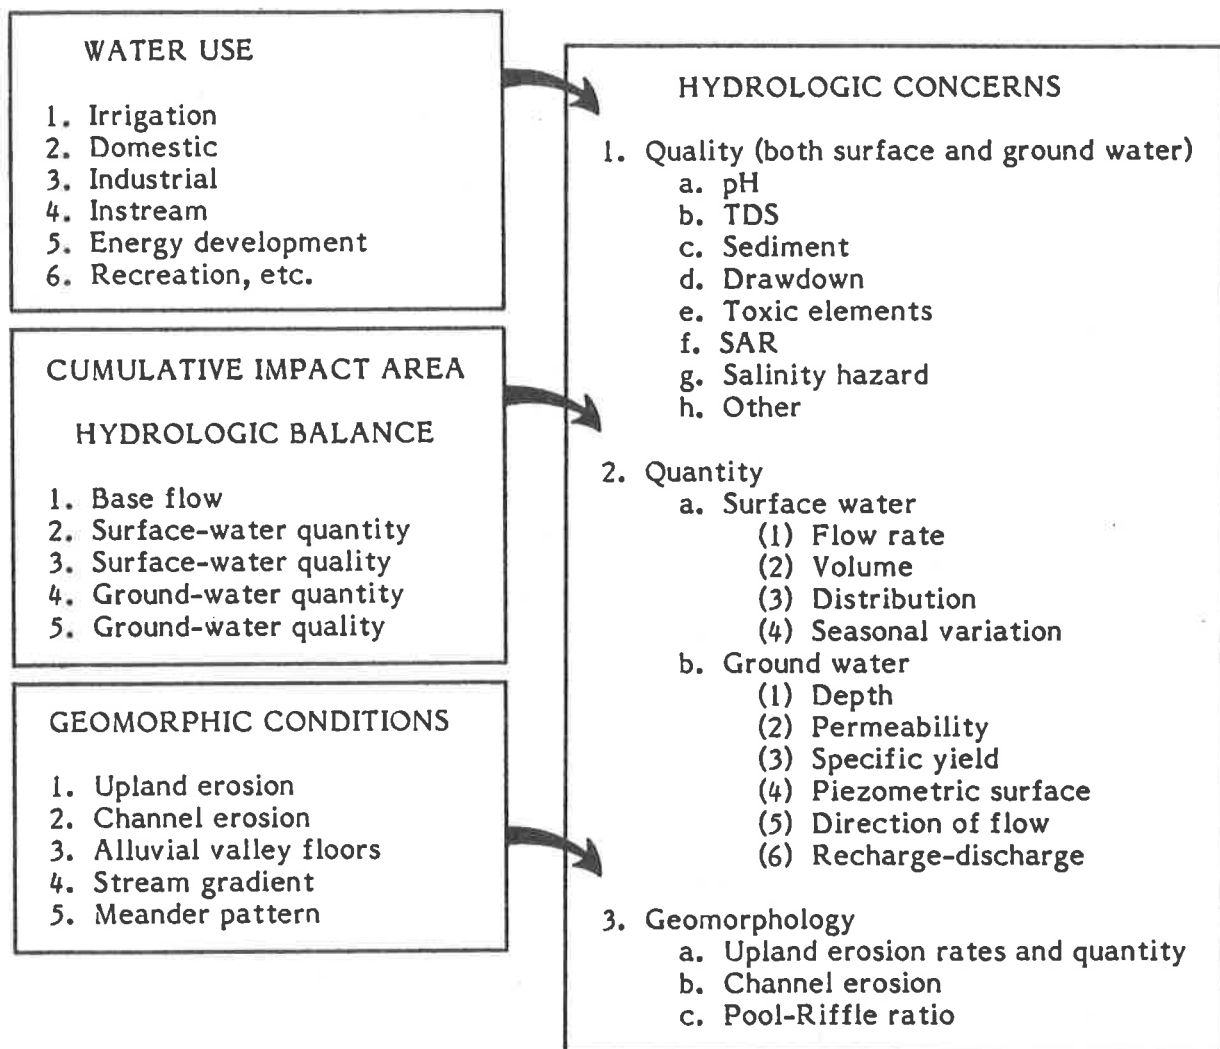 WATER USE
1. Irrigation
2. Domestic
3. Industrial
4. Instream
5. Energy development
6. Recreation, etc.
CUMULATIVE IMPACT AREA
HYDROLOGIC BALANCE
1. Base flow
2. Surface-water quantity
3. Surface-water quality
4. Ground-water quantity
5. Ground-water quality
GEOMORPHIC CONDITIONS
1. Upland erosion
2. Channel erosion
3. Alluvial valley floors
4. Stream gradient
5. Meander pattern
HYDROLOGIC CONCERNS
1. Quality (both surface and ground water)
a. pH
b. TDS
c. Sediment
d. Drawdown
e. Toxic elements
f. SAR
g. Salinity hazard
h. Other
2. Quantity
a. Surface water
(1) Flow rate
(2) Volume
(3) Distribution
(4) Seasonal variation
b. Ground water
(1) Depth
(2) Permeability
(3) Specific yield
(4) Piezometric surface
(5) Direction of flow
(6) Recharge-discharge
3. Geomorphology
a. Upland erosion rates and quantity
b. Channel erosion
c. Pool-Riffle ratio